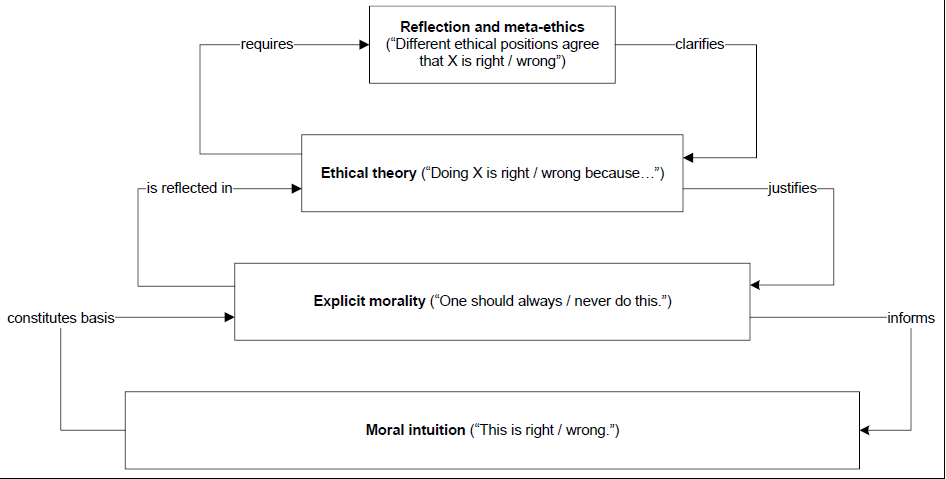 Reflection and meta-ethics
requires
(“Different ethical positions agree
clarifies
that X is right / wrong”)
Ethical theory (“Doing X is right / wrong because…”)
is reflected in
justifies
Explicit morality (“One should always / never do this.”)
constitutes basis
informs
Moral intuition (“This is right / wrong.”)